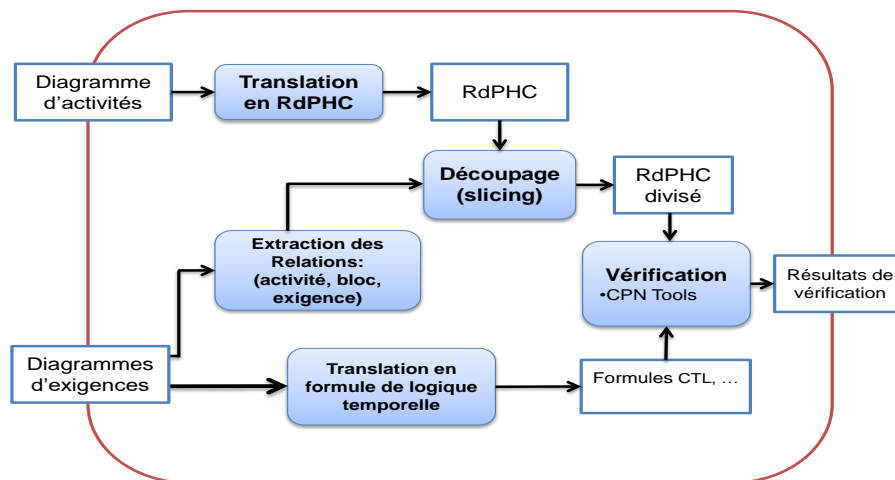 Diagramme
d'activités
Translation
en RdPHC
RdPHC
Découpage
(slicing)
RdPHC
divisé
Extraction des
Relations:
(activité, bloc,
exigence)
Vérification
•CPN Tools
Résultats de
vérification
Diagrammes
d'exigences
Translation en
formule de logique
temporelle
Formules CTL, …